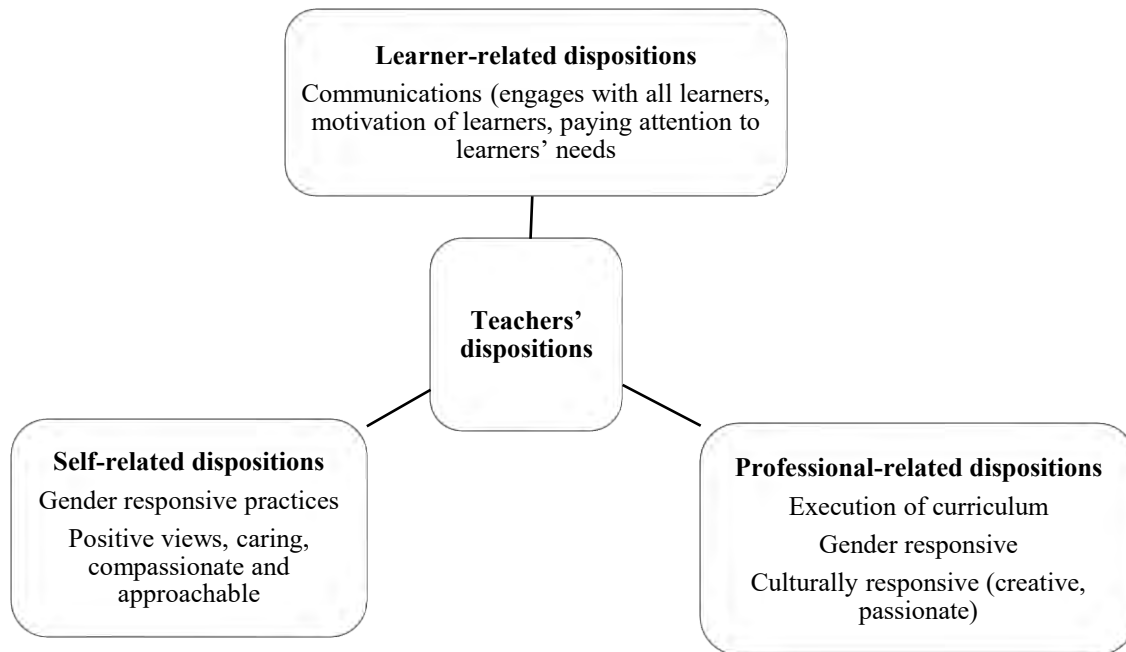 Learner-related dispositions
Communications (engages with all learners,
motivation of learners, paying attention to
learners’ needs
Teachers’
dispositions
Self-related dispositions
Gender responsive practices
Positive views, caring,
compassionate and
approachable
Professional-related dispositions
Execution of curriculum
Gender responsive
Culturally responsive (creative,
passionate)